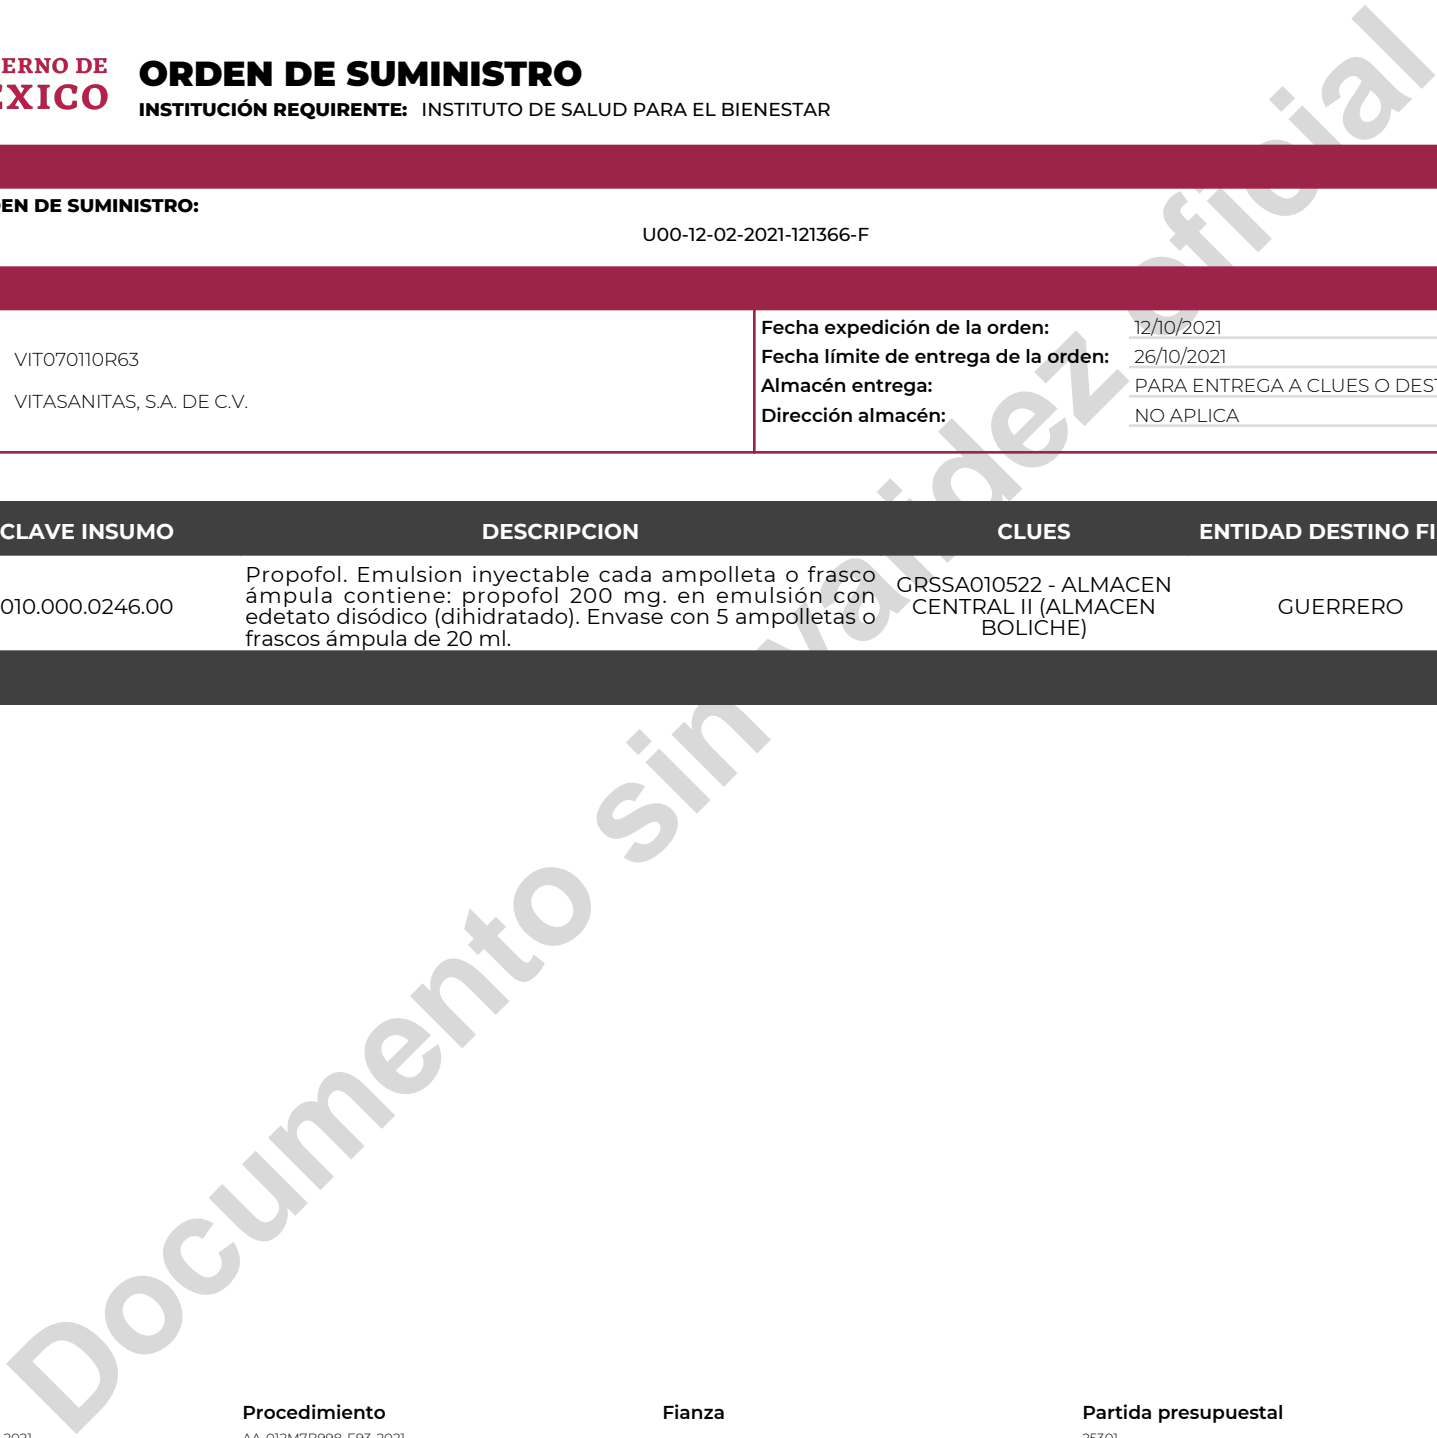 ERNO DE
ÉXICO
ORDEN DE SUMINISTRO
INSTITUCIÓN REQUIRENTE: INSTITUTO DE SALUD PARA EL BIENESTAR
EN DE SUMINISTRO:
U00-12-02-2021-121366-F
VIT070110R63
VITASANITAS, S.A. DE C.V.
Fecha expedición de la orden: 12/10/2021
Fecha límite de entrega de la orden: 26/10/2021
Almacén entrega: PARA ENTREGA A CLUES O DEST
Dirección almacén: NO APLICA
CLAVE INSUMO DESCRIPCION CLUES ENTIDAD DESTINO FI
010.000.0246.00
Propofol. Emulsion inyectable cada ampolleta o frasco
ámpula contiene: propofol 200 mg. en emulsión con
edetato disódico (dihidratado). Envase con 5 ampolletas o
frascos ámpula de 20 ml.
GRSSA010522 - ALMACEN
CENTRAL II (ALMACEN
BOLICHE)
GUERRERO
Documento sin validez oficial
Procedimiento Fianza Partida presupuestal